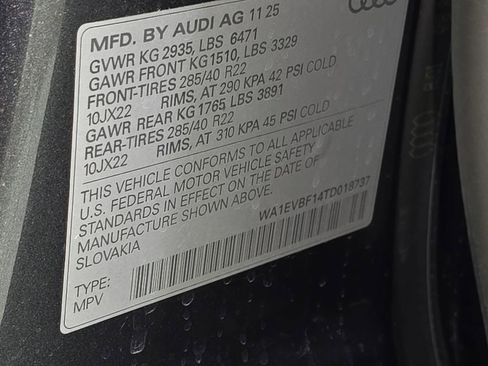 MFD. BY AUDI AG 11 25
GVWR KG 2935, LBS 6471
GAWR FRONT KG1510, LBS 3329
FRONT-TIRES 285/40 R22
10JX22 RIMS, AT 290 KPA 42 PSI COLD
GAWR REAR KG 1765 LBS 3891
REAR-TIRES 285/40 R22
10JX22 RIMS, AT 310 KPA 45 PSI COLD
THIS VEHICLE CONFORMS TO ALL APPLICABLE
U.S. FEDERAL MOTOR VEHICLE SAFETY
STANDARDS IN EFFECT ON THE DATE OF
MANUFACTURE SHOWN ABOVE.
SLOVAKIA
WA1EVBF14TD018737
TYPE:
MPV